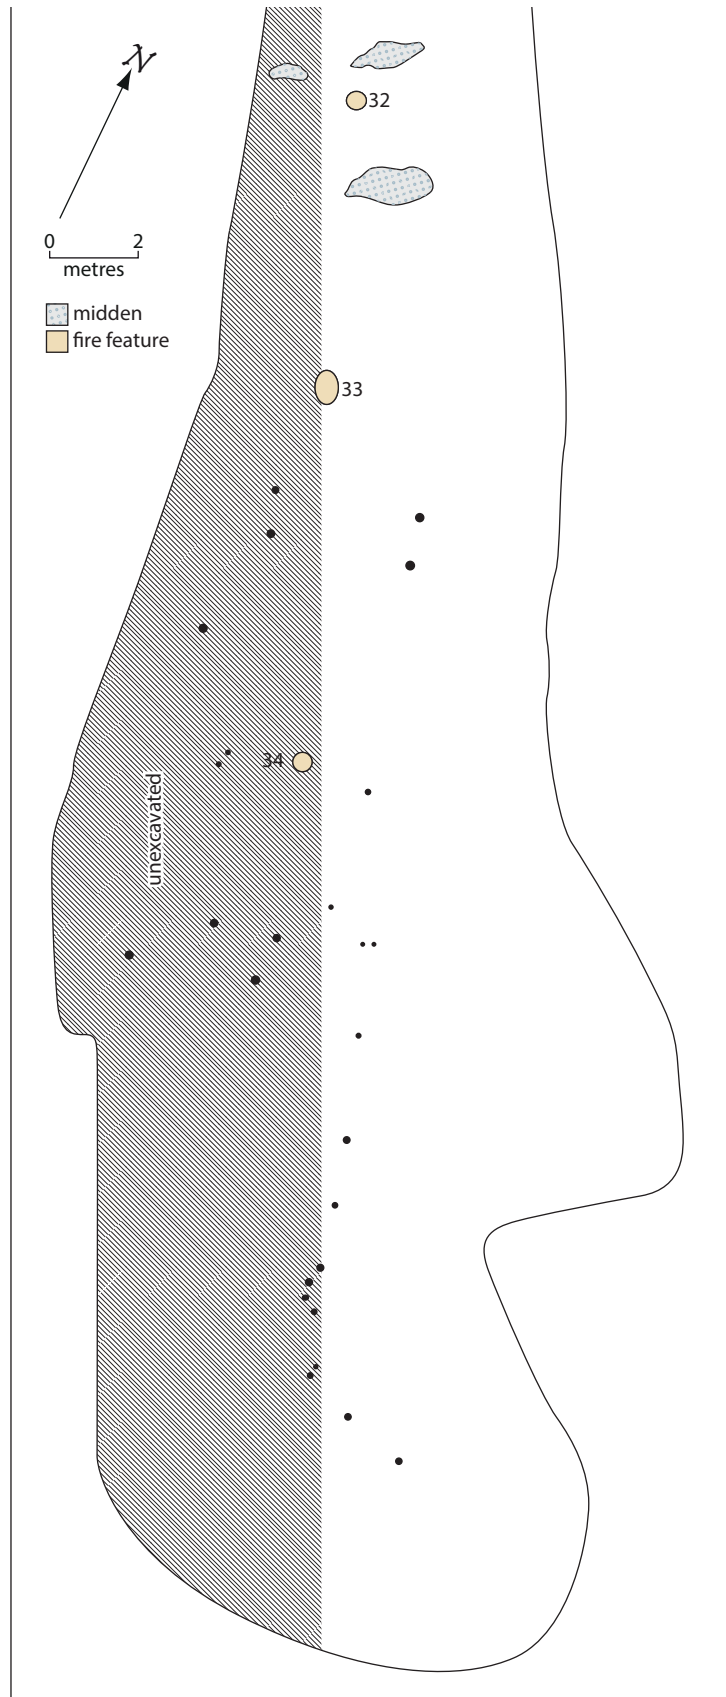 N
32
0 2
metres
midden
fire feature
33
34
unexcavated